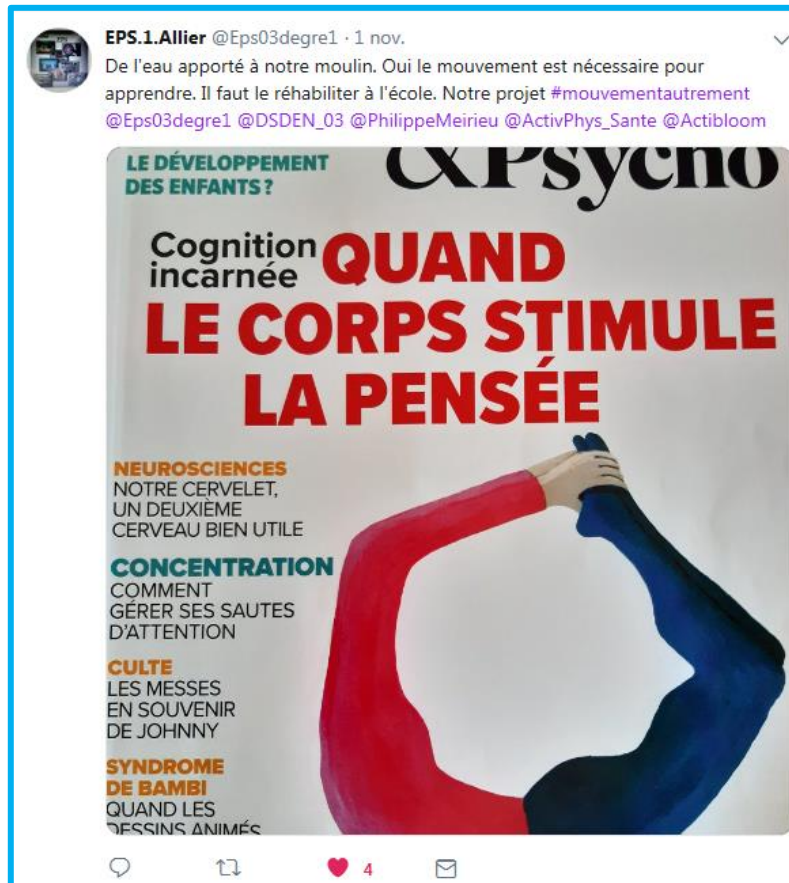 EPS.1.Allier @Eps03degre1 · 1 nov.
De l'eau apporté à notre moulin. Oui le mouvement est nécessaire pour
apprendre. Il faut le réhabiliter à l'école. Notre projet #mouvementautrement
@Eps03degre1 @DSDEN_03 @PhilippeMeirieu @ActivPhys_Sante @Actibloom
LE DÉVELOPPEMENT
DES ENFANTS ?
&Psycho
Cognition
incarnée
QUAND
LE CORPS STIMULE
LA PENSÉE
NEUROSCIENCES
NOTRE CERVELET,
UN DEUXIÈME
CERVEAU BIEN UTILE
CONCENTRATION
COMMENT
GÉRER SES SAUTES
D'ATTENTION
CULTE
LES MESSES
EN SOUVENIR
DE JOHNNY
SYNDROME
DE BAMBI
QUAND LES
DESSINS ANIMÉS
4